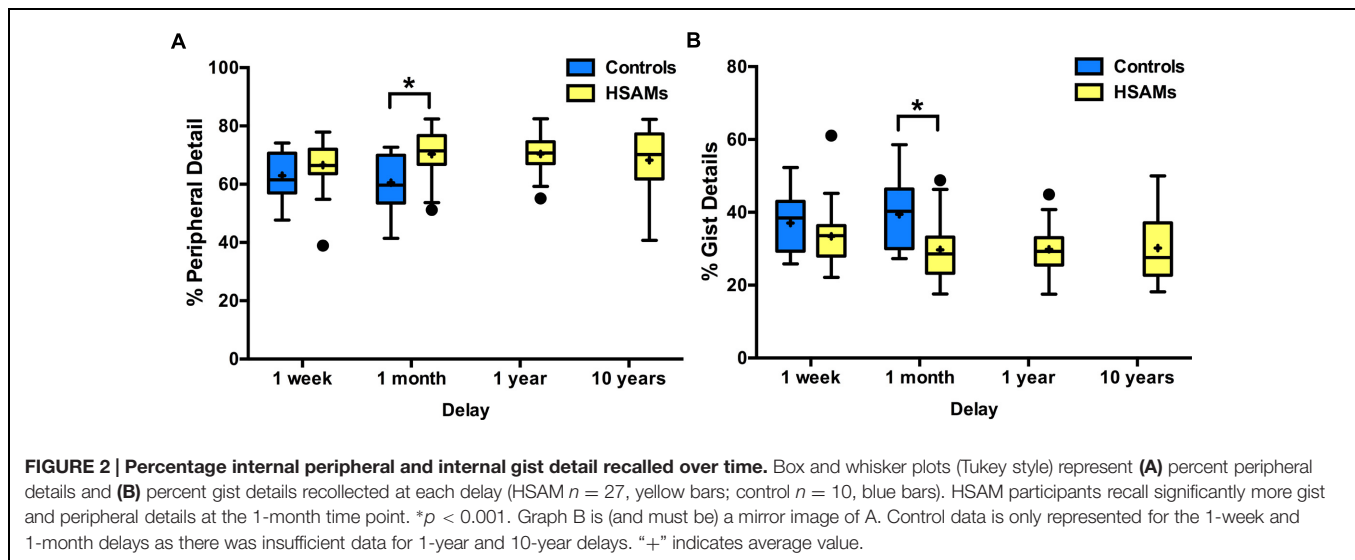 A
100
80
60
40
20
0
% Peripheral Detail
Controls
HSAMs
*
1 week 1 month 1 year 10 years
Delay
B
80
60
40
20
0
% Gist Details
Controls
HSAMs
*
1 week 1 month 1 year 10 years
Delay
FIGURE 2 | Percentage internal peripheral and internal gist detail recalled over time. Box and whisker plots (Tukey style) represent (A) percent peripheral
details and (B) percent gist details recollected at each delay (HSAM n = 27, yellow bars; control n = 10, blue bars). HSAM participants recall significantly more gist
and peripheral details at the 1-month time point. *p < 0.001. Graph B is (and must be) a mirror image of A. Control data is only represented for the 1-week and
1-month delays as there was insufficient data for 1-year and 10-year delays. “+” indicates average value.